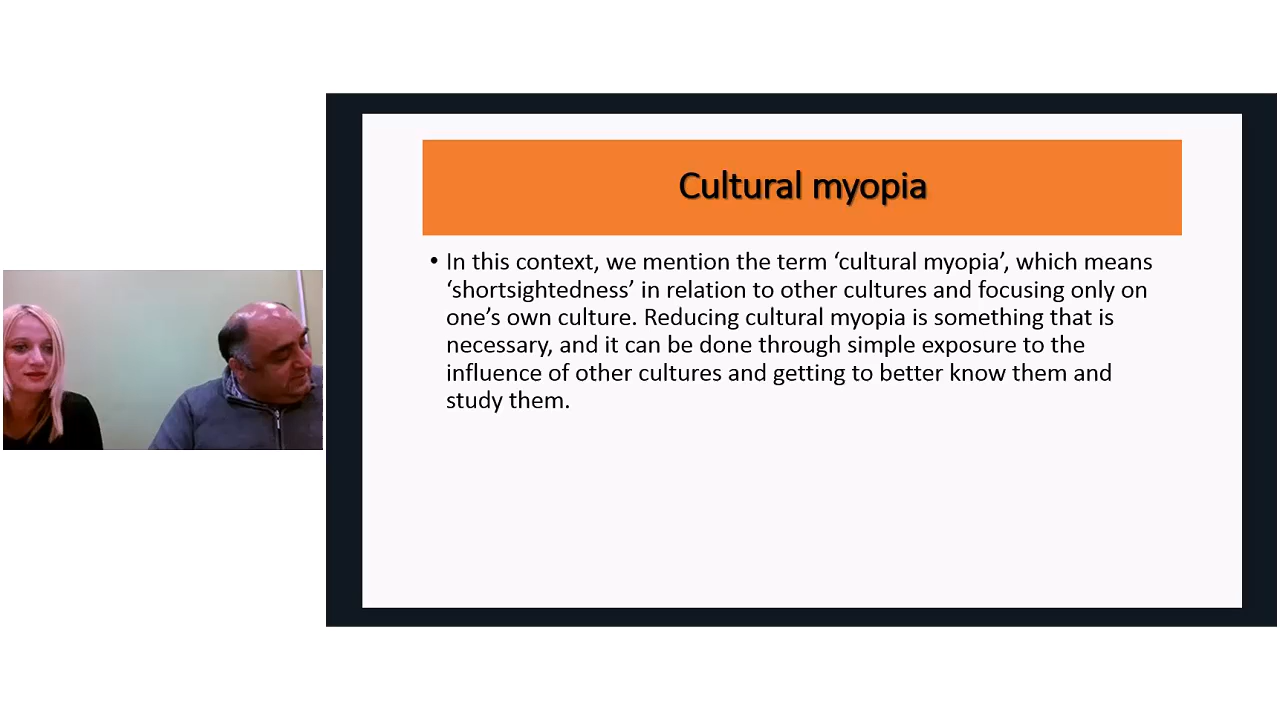 Cultural myopia
• In this context, we mention the term ‘cultural myopia’, which means
‘shortsightedness’ in relation to other cultures and focusing only on
one’s own culture. Reducing cultural myopia is something that is
necessary, and it can be done through simple exposure to the
influence of other cultures and getting to better know them and
study them.